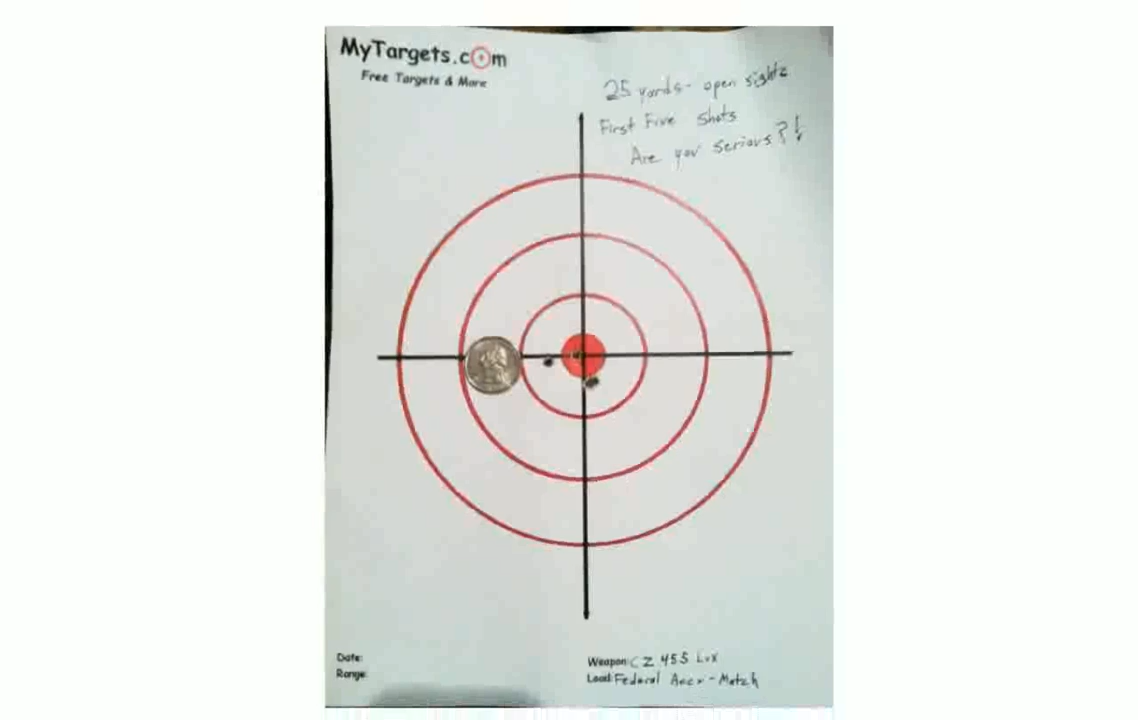 MyTargets.com
Free Targets & More
25 yards - open sights
First Five Shots
Are you serious?!
Date:
Range:
Weapon: CZ 455 Lux
Load: Federal Auto-Match